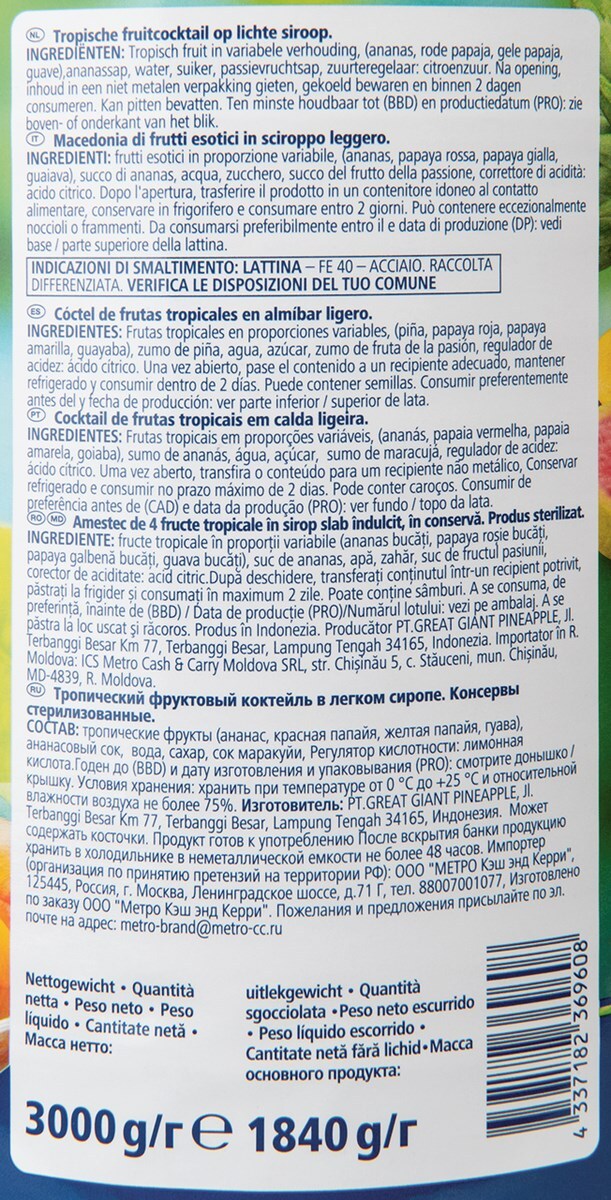 NL Tropische fruitcocktail op lichte siroop.
INGREDIËNTEN: Tropisch fruit in variabele verhouding, (ananas, rode papaja, gele papaja,
guave),ananassap, water, suiker, passievruchtsap, zuurteregelaar: citroenzuur. Na opening,
inhoud in een niet metalen verpakking gieten, gekoeld bewaren en binnen 2 dagen
consumeren. Kan pitten bevatten. Ten minste houdbaar tot (BBD) en productiedatum (PRO): zie
boven- of onderkant van het blik.
IT Macedonia di frutti esotici in sciroppo leggero.
INGREDIENTI: frutti esotici in proporzione variabile, (ananas, papaya rossa, papaya gialla,
guaiava), succo di ananas, acqua, zucchero, succo del frutto della passione, correttore di acidità:
acido citrico. Dopo l'apertura, trasferire il prodotto in un contenitore idoneo al contatto
alimentare, conservare in frigorifero e consumare entro 2 giorni. Può contenere eccezionalmente
noccioli o frammenti. Da consumarsi preferibilmente entro il e data di produzione (DP): vedi
base / parte superiore della lattina.
INDICAZIONI DI SMALTIMENTO: LATTINA – FE 40 – ACCIAIO. RACCOLTA
DIFFERENZIATA. VERIFICA LE DISPOSIZIONI DEL TUO COMUNE
ES Cóctel de frutas tropicales en almíbar ligero.
INGREDIENTES: Frutas tropicales en proporciones variables, (piña, papaya roja, papaya
amarilla, guayaba), zumo de piña, agua, azúcar, zumo de fruta de la pasión, regulador de
acidez: ácido cítrico. Una vez abierto, pase el contenido a un recipiente adecuado, mantener
refrigerado y consumir dentro de 2 días. Puede contener semillas. Consumir preferentemente
antes del y fecha de producción: ver parte inferior / superior de lata.
PT Cocktail de frutas tropicais em calda ligeira.
INGREDIENTES: Frutas tropicais em proporções variáveis, (ananás, papaia vermelha, papaia
amarela, goiaba), sumo de ananás, água, açúcar, sumo de maracujá, regulador de acidez:
ácido cítrico. Uma vez aberto, transfira o conteúdo para um recipiente não metálico, Conservar
refrigerado e consumir no prazo máximo de 2 dias. Pode conter caroços. Consumir de
preferência antes de (CAD) e data da produção (PRO): ver fundo / topo da lata.
RO MD Amestec de 4 fructe tropicale în sirop slab îndulcit, în conservă. Produs sterilizat.
INGREDIENTE: fructe tropicale în proporții variabile (ananas bucăți, papaya roșie bucăți,
papaya galbenă bucăți, guava bucăți), suc de ananas, apă, zahăr, suc de fructul pasiunii,
corector de aciditate: acid citric.După deschidere, transferați conținutul într-un recipient potrivit,
păstrați la frigider și consumați în maximum 2 zile. Poate conține sâmburi. A se consuma, de
preferință, înainte de (BBD) / Data de producție (PRO)/Numărul lotului: vezi pe ambalaj. A se
păstra la loc uscat și răcoros. Produs în Indonezia. Producător PT.GREAT GIANT PINEAPPLE, Jl.
Terbanggi Besar Km 77, Terbanggi Besar, Lampung Tengah 34165, Indonezia. Importator în R.
Moldova: ICS Metro Cash & Carry Moldova SRL, str. Chișinău 5, c. Stăuceni, mun. Chișinău,
MD-4839, R. Moldova.
RU Тропический фруктовый коктейль в легком сиропе. Консервы
стерилизованные.
СОСТАВ: тропические фрукты (ананас, красная папайя, желтая папайя, гуава),
ананасовый сок, вода, сахар, сок маракуйи, Регулятор кислотности: лимонная
кислота.Годен до (BBD) и дату изготовления и упаковывания (PRO): смотрите донышко /
крышку. Условия хранения: хранить при температуре от 0 °С до +25 °С и относительной
влажности воздуха не более 75%. Изготовитель: PT.GREAT GIANT PINEAPPLE, Jl.
Terbanggi Besar Km 77, Terbanggi Besar, Lampung Tengah 34165, Индонезия. Может
содержать косточки. Продукт готов к употреблению После вскрытия банки продукцию
хранить в холодильнике в неметаллической емкости не более 48 часов. Импортер
(организация по принятию претензий на территории РФ): ООО "МЕТРО Кэш энд Керри",
125445, Россия, г. Москва, Ленинградское шоссе, д.71 Г, тел. 88007001077, Изготовлено
по заказу ООО "Метро Кэш энд Керри". Пожелания и предложения присылайте по эл.
почте на адрес: metro-brand@metro-cc.ru
Nettogewicht • Quantità
netta • Peso neto • Peso
líquido • Cantitate netă •
Масса нетто:
uitlekgewicht • Quantità
sgocciolata •Peso neto escurrido
• Peso líquido escorrido •
Cantitate netă fără lichid•Масса
основного продукта:
3000 g/г ℮ 1840 g/г
4 337182 369608